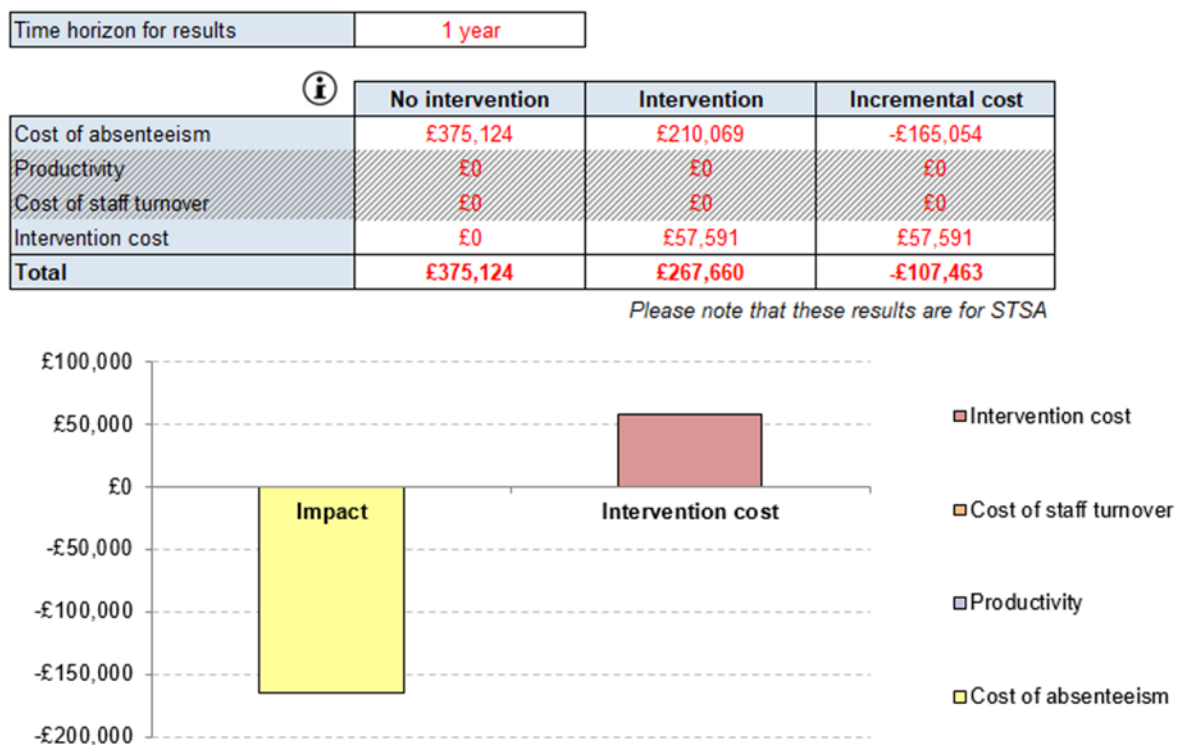 Time horizon for results 1 year
i
No intervention Intervention Incremental cost
Cost of absenteeism £375,124 £210,069 -£165,054
Productivity £0 £0 £0
Cost of staff turnover £0 £0 £0
Intervention cost £0 £57,591 £57,591
Total £375,124 £267,660 -£107,463
Please note that these results are for STSA
£100,000
£50,000
£0
-£50,000
-£100,000
-£150,000
-£200,000
Impact Intervention cost
Intervention cost
Cost of staff turnover
Productivity
Cost of absenteeism